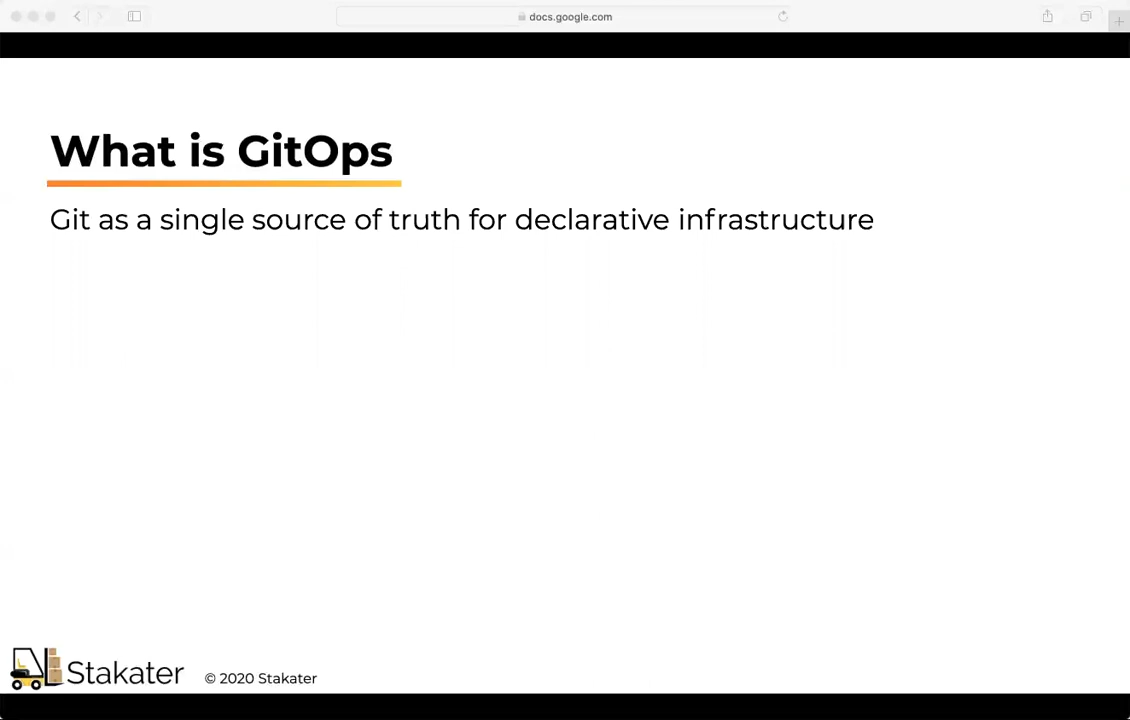 docs.google.com
What is GitOps
Git as a single source of truth for declarative infrastructure
Stakater © 2020 Stakater